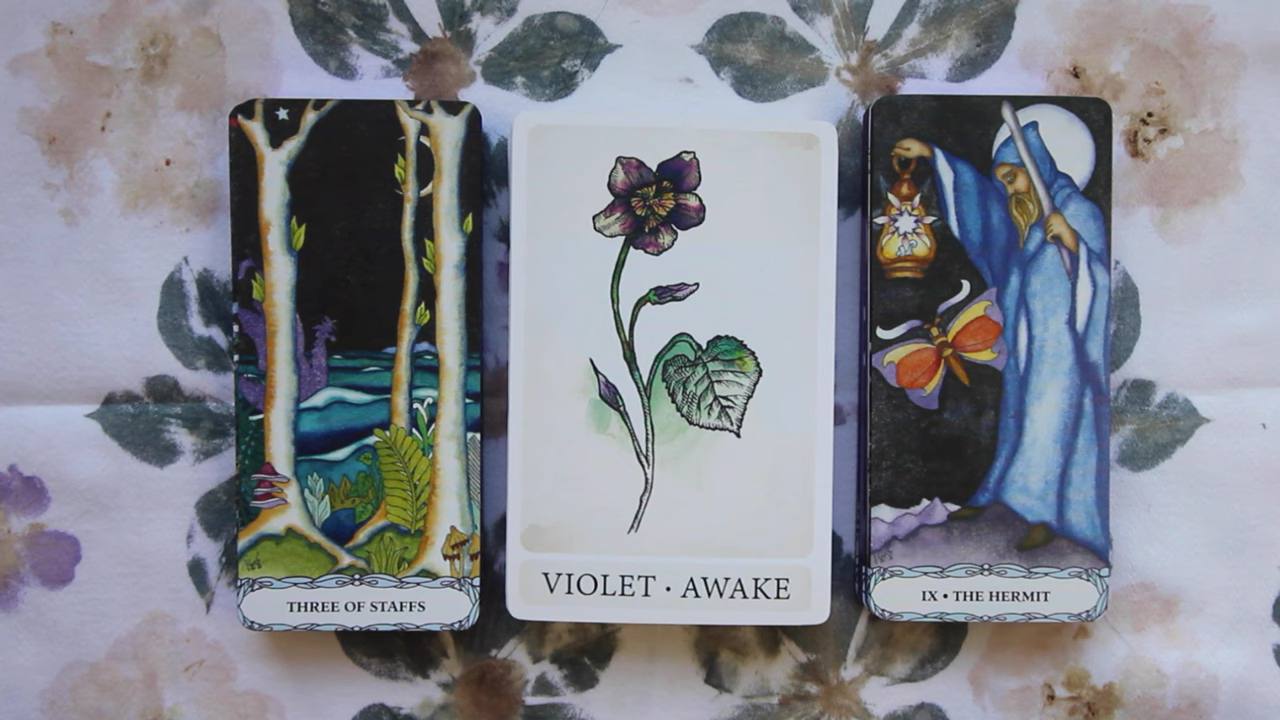 THREE OF STAFFS
VIOLET • AWAKE
IX • THE HERMIT